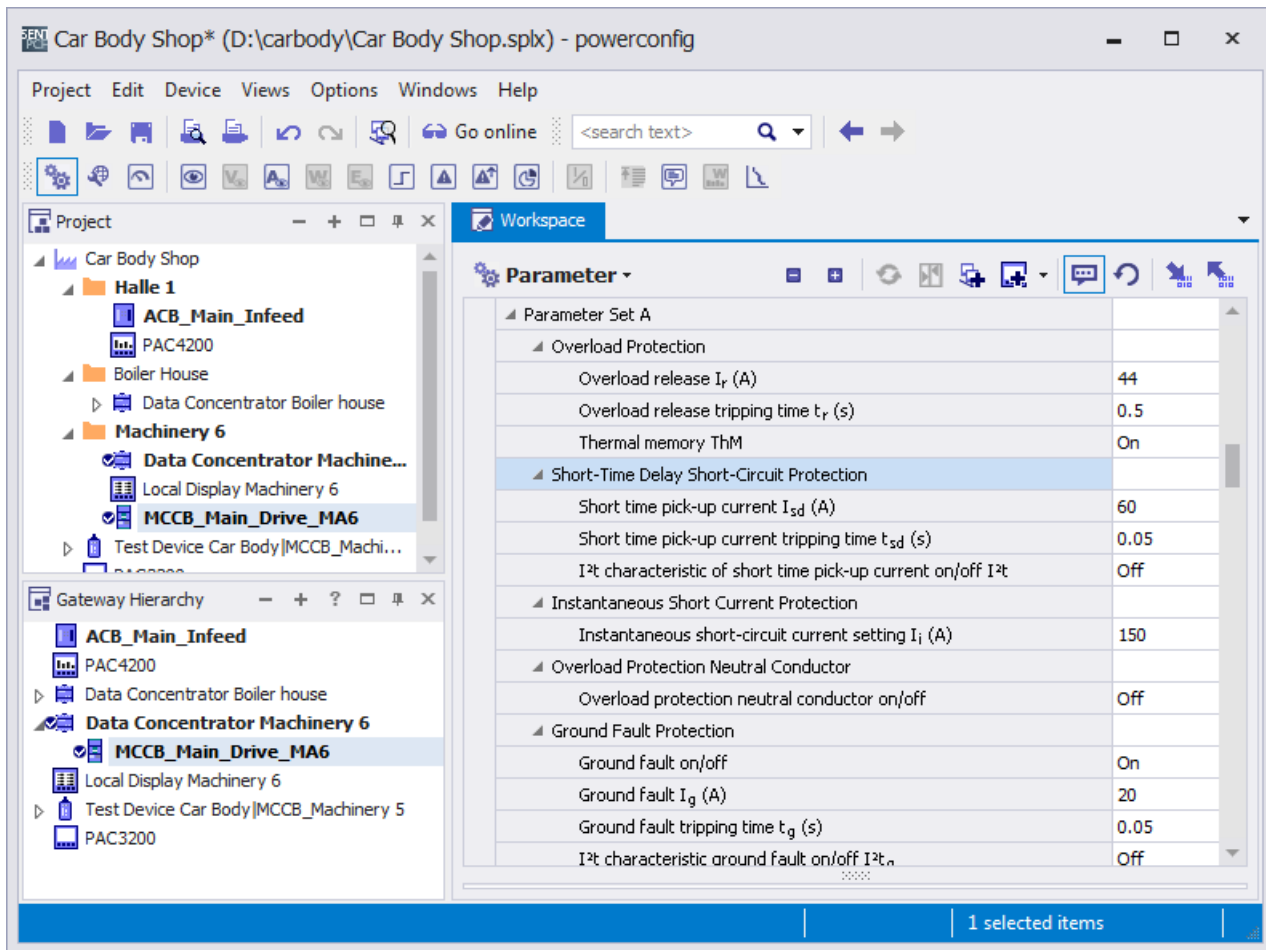 Car Body Shop* (D:\carbody\Car Body Shop.splx) - powerconfig
Project Edit Device Views Options Windows Help
Go online <search text>
Project
Car Body Shop
Halle 1
ACB_Main_Infeed
PAC4200
Boiler House
Data Concentrator Boiler house
Machinery 6
Data Concentrator Machine...
Local Display Machinery 6
MCCB_Main_Drive_MA6
Test Device Car Body|MCCB_Machi...
Gateway Hierarchy
ACB_Main_Infeed
PAC4200
Data Concentrator Boiler house
Data Concentrator Machinery 6
MCCB_Main_Drive_MA6
Local Display Machinery 6
Test Device Car Body|MCCB_Machinery 5
PAC3200
Workspace
Parameter
Parameter Set A
Overload Protection
Overload release Ir (A) 44
Overload release tripping time tr (s) 0.5
Thermal memory ThM On
Short-Time Delay Short-Circuit Protection
Short time pick-up current Isd (A) 60
Short time pick-up current tripping time tsd (s) 0.05
I²t characteristic of short time pick-up current on/off I²t Off
Instantaneous Short Current Protection
Instantaneous short-circuit current setting Ii (A) 150
Overload Protection Neutral Conductor
Overload protection neutral conductor on/off Off
Ground Fault Protection
Ground fault on/off On
Ground fault Ig (A) 20
Ground fault tripping time tg (s) 0.05
I²t characteristic ground fault on/off I²tg Off
1 selected items